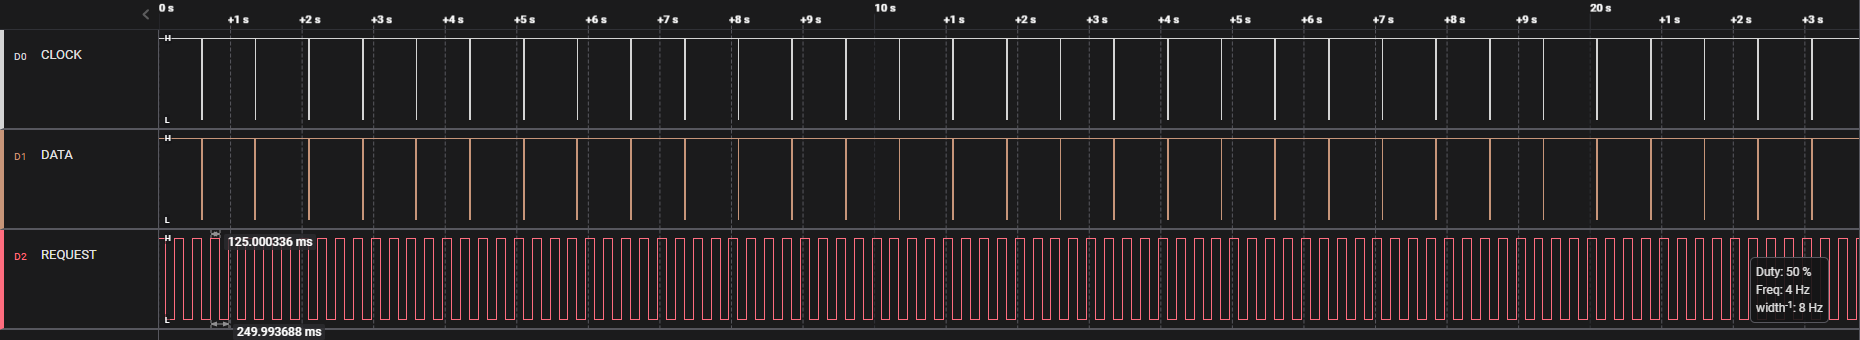 0 s 10 s 20 s
+1 s +2 s +3 s +4 s +5 s +6 s +7 s +8 s +9 s +1 s +2 s +3 s +4 s +5 s +6 s +7 s +8 s +9 s +1 s +2 s +3 s
D0 CLOCK
H
L
D1 DATA
H
L
D2 REQUEST
H
L
125.000336 ms
249.993688 ms
Duty: 50 %
Freq: 4 Hz
width⁻¹: 8 Hz